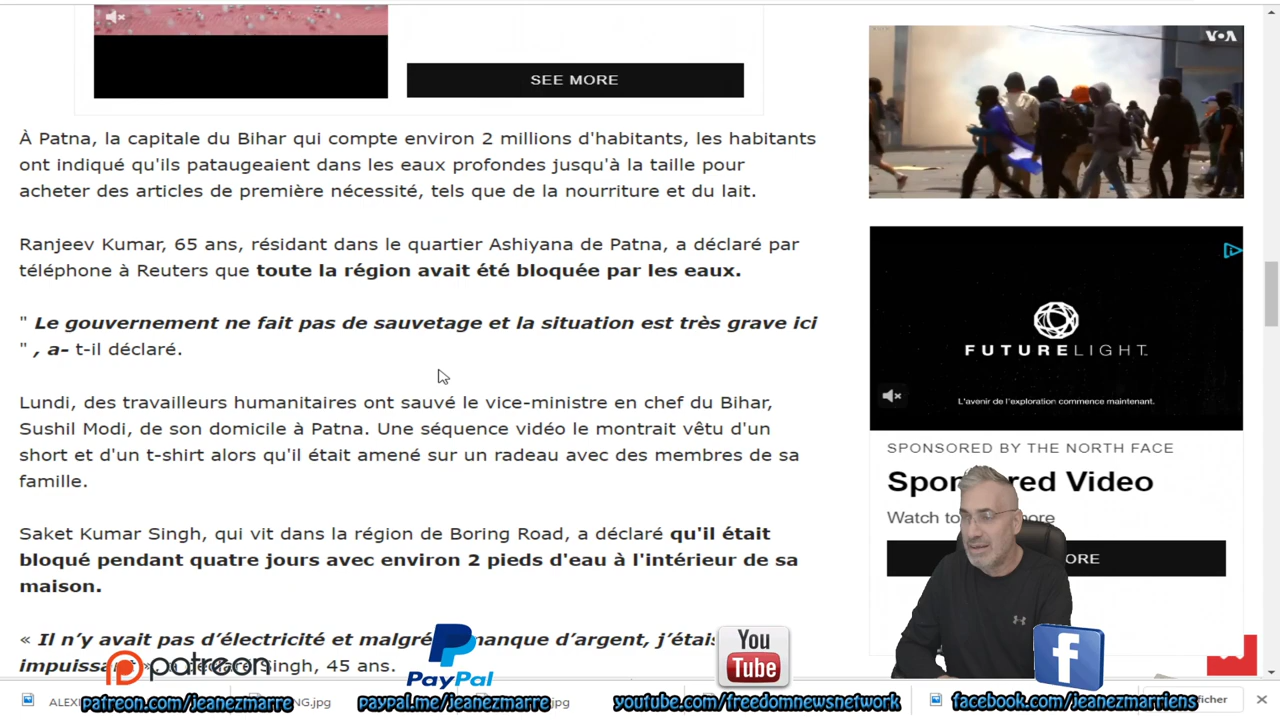 SEE MORE
VOA
À Patna, la capitale du Bihar qui compte environ 2 millions d'habitants, les habitants
ont indiqué qu'ils pataugeaient dans les eaux profondes jusqu'à la taille pour
acheter des articles de première nécessité, tels que de la nourriture et du lait.
Ranjeev Kumar, 65 ans, résidant dans le quartier Ashiyana de Patna, a déclaré par
téléphone à Reuters que toute la région avait été bloquée par les eaux.
" Le gouvernement ne fait pas de sauvetage et la situation est très grave ici
" , a- t-il déclaré.
Lundi, des travailleurs humanitaires ont sauvé le vice-ministre en chef du Bihar,
Sushil Modi, de son domicile à Patna. Une séquence vidéo le montrait vêtu d'un
short et d'un t-shirt alors qu'il était amené sur un radeau avec des membres de sa
famille.
Saket Kumar Singh, qui vit dans la région de Boring Road, a déclaré qu'il était
bloqué pendant quatre jours avec environ 2 pieds d'eau à l'intérieur de sa
maison.
« Il n'y avait pas d'électricité et malgré manque d'argent, j'étais
Singh, 45 ans.
FUTURELIGHT.
L'avenir de l'exploration commence maintenant.
SPONSORED BY THE NORTH FACE
Video
Watch
patreon
PayPal
You
Tube
patreon.com/jeanezmarre
paypal.me/jeanezmarre
youtube.com/freedomnewsnetwork
facebook.com/jeanezmarriens